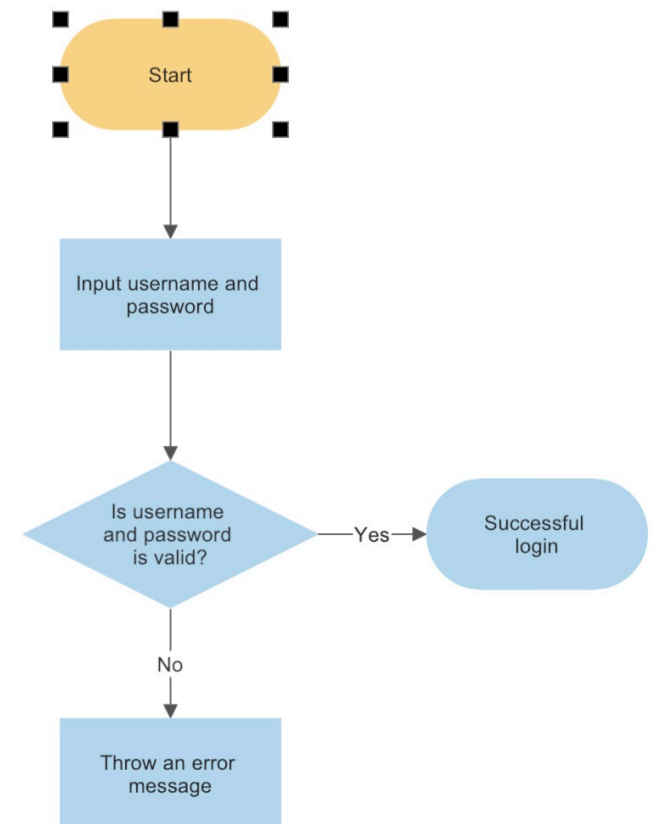 Start
Input username and
password
Is username
and password
is valid?
Yes
Successful
login
No
Throw an error
message